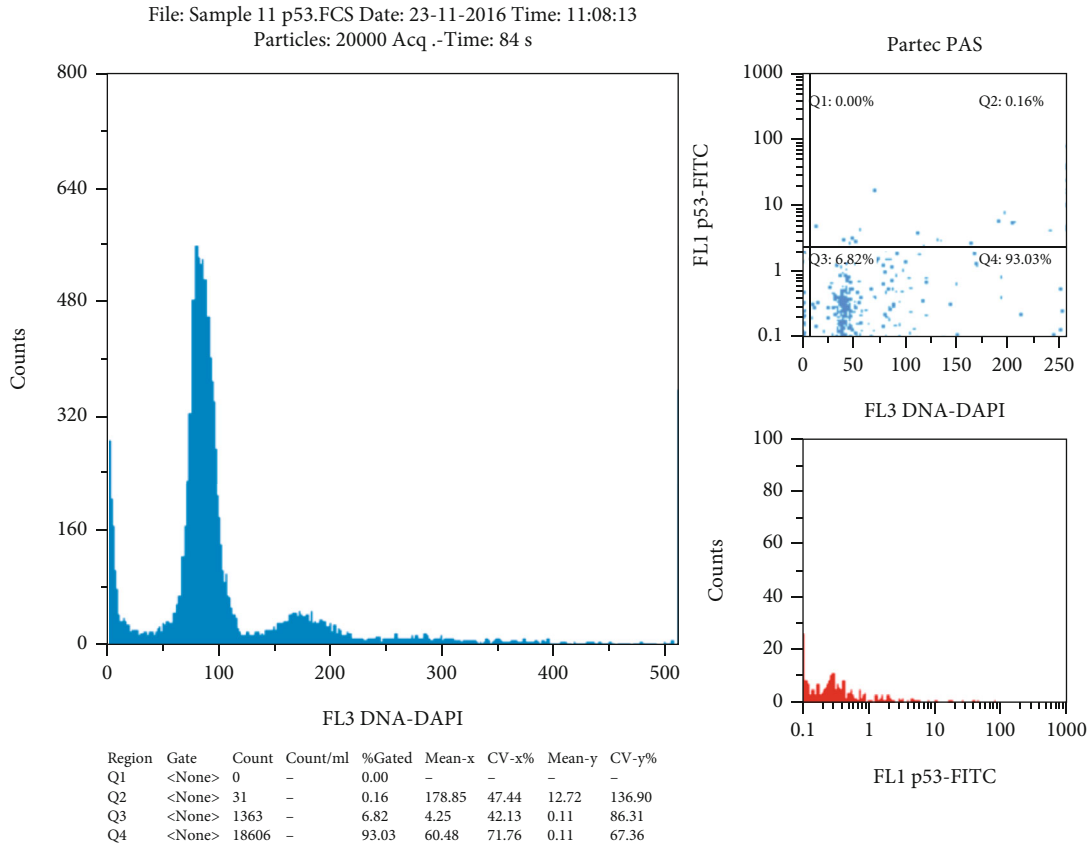 File: Sample 11 p53.FCS Date: 23-11-2016 Time: 11:08:13
Particles: 20000 Acq .-Time: 84 s
800
640
480
320
160
0
Counts
0 100 200 300 400 500
FL3 DNA-DAPI
Partec PAS
1000
100
10
1
0.1
FL1 p53-FITC
Q1: 0.00% Q2: 0.16%
Q3: 6.82% Q4: 93.03%
0 50 100 150 200 250
FL3 DNA-DAPI
100
80
60
40
20
0
Counts
0.1 1 10 100 1000
FL1 p53-FITC
Region Gate Count Count/ml %Gated Mean-x CV-x% Mean-y CV-y%
Q1 <None> 0 – 0.00 – – – –
Q2 <None> 31 – 0.16 178.85 47.44 12.72 136.90
Q3 <None> 1363 – 6.82 4.25 42.13 0.11 86.31
Q4 <None> 18606 – 93.03 60.48 71.76 0.11 67.36